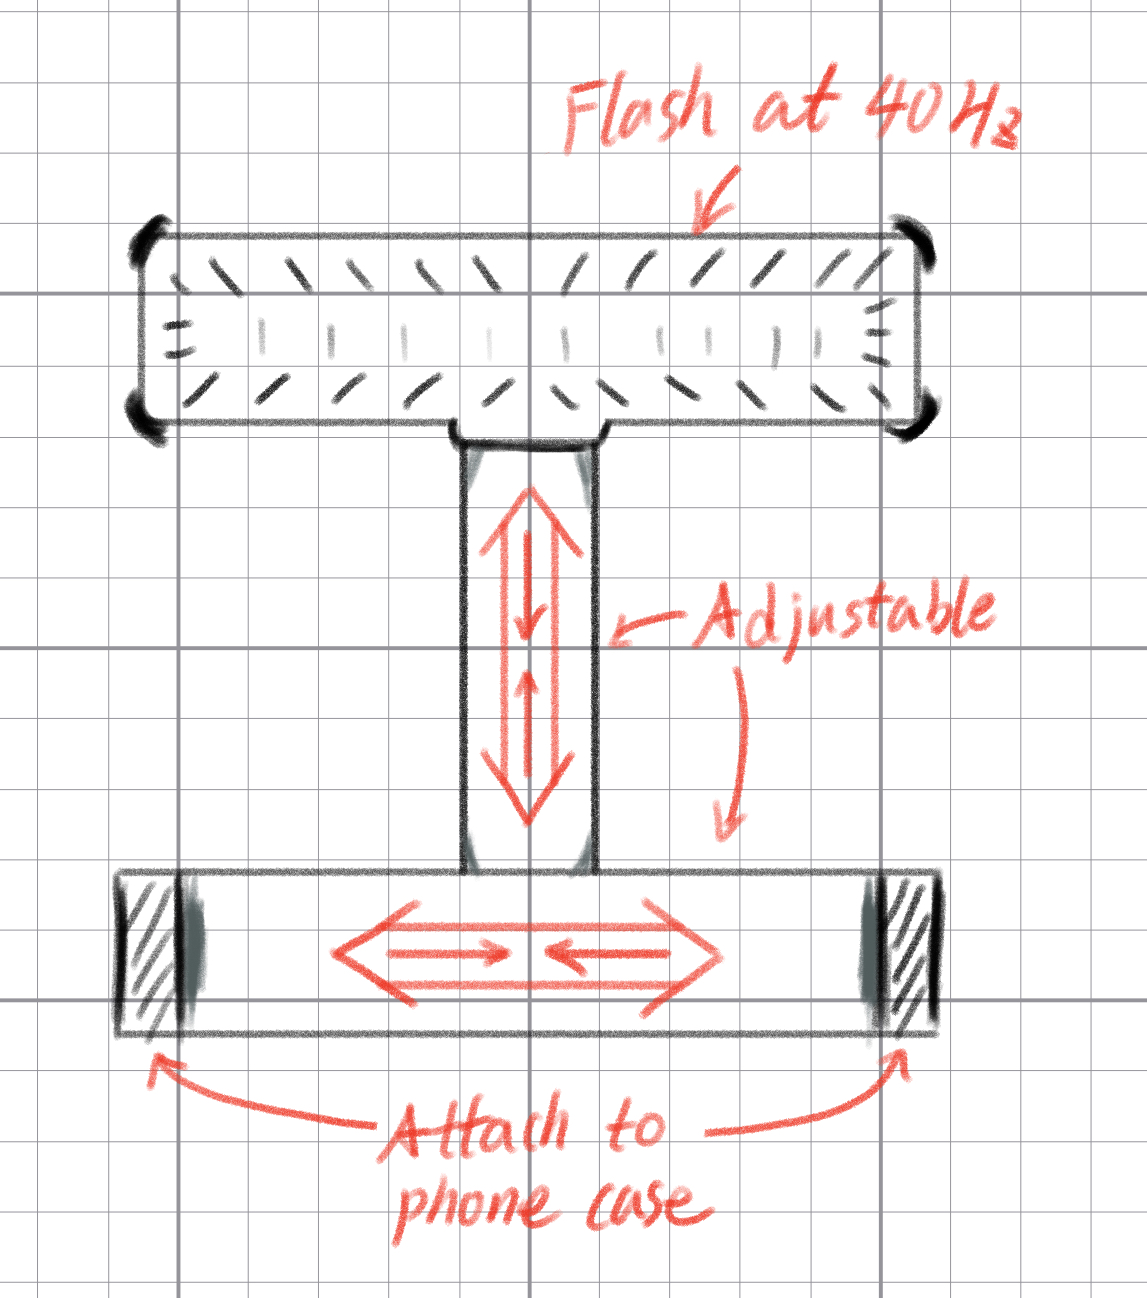 Flash at 40Hz
Adjustable
Attach to
phone case